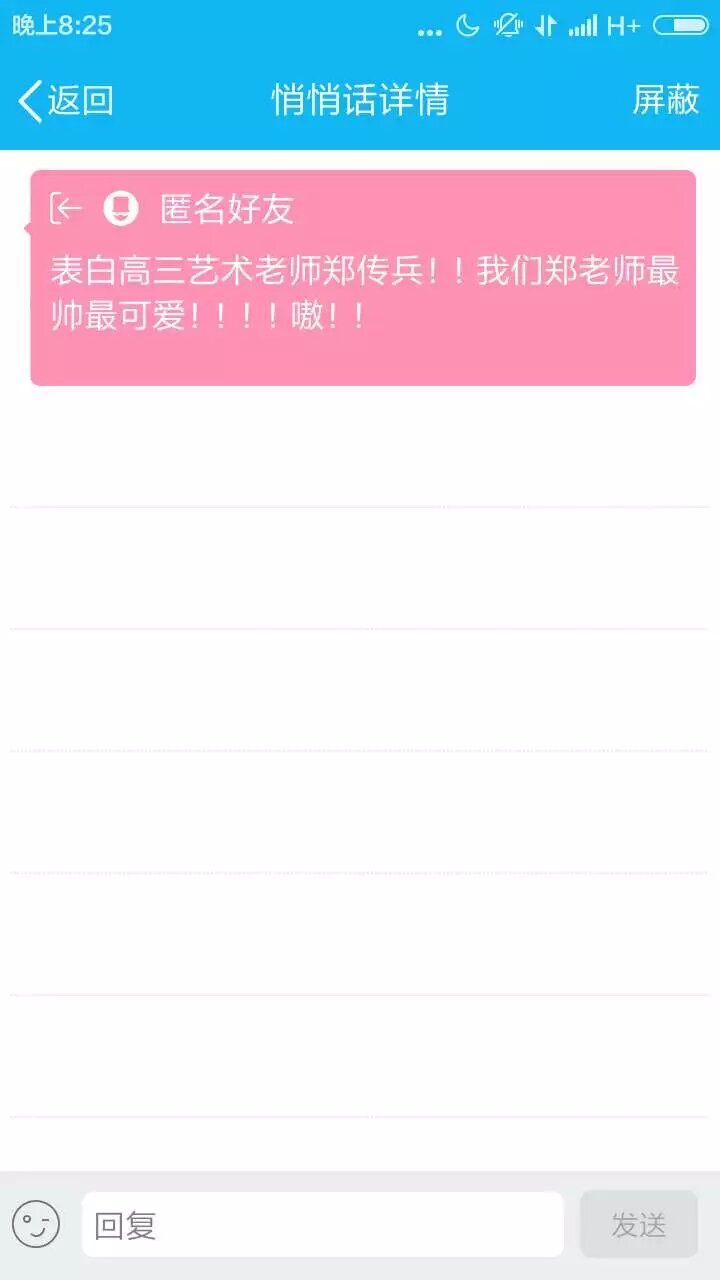 晚上8:25
... H+
返回 悄悄话详情 屏蔽
匿名好友
表白高三艺术老师郑传兵！！我们郑老师最
帅最可爱！！！！嗷！！
回复 发送